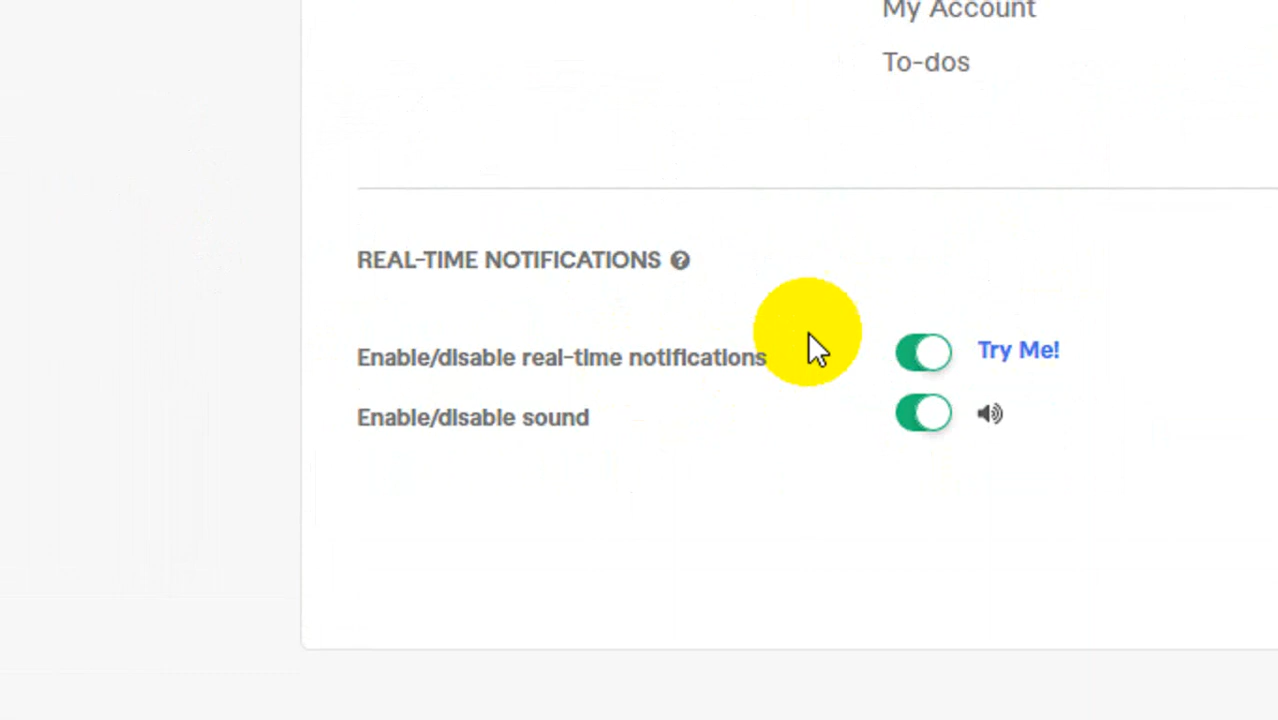 My Account
To-dos
REAL-TIME NOTIFICATIONS
Enable/disable real-time notifications
Try Me!
Enable/disable sound